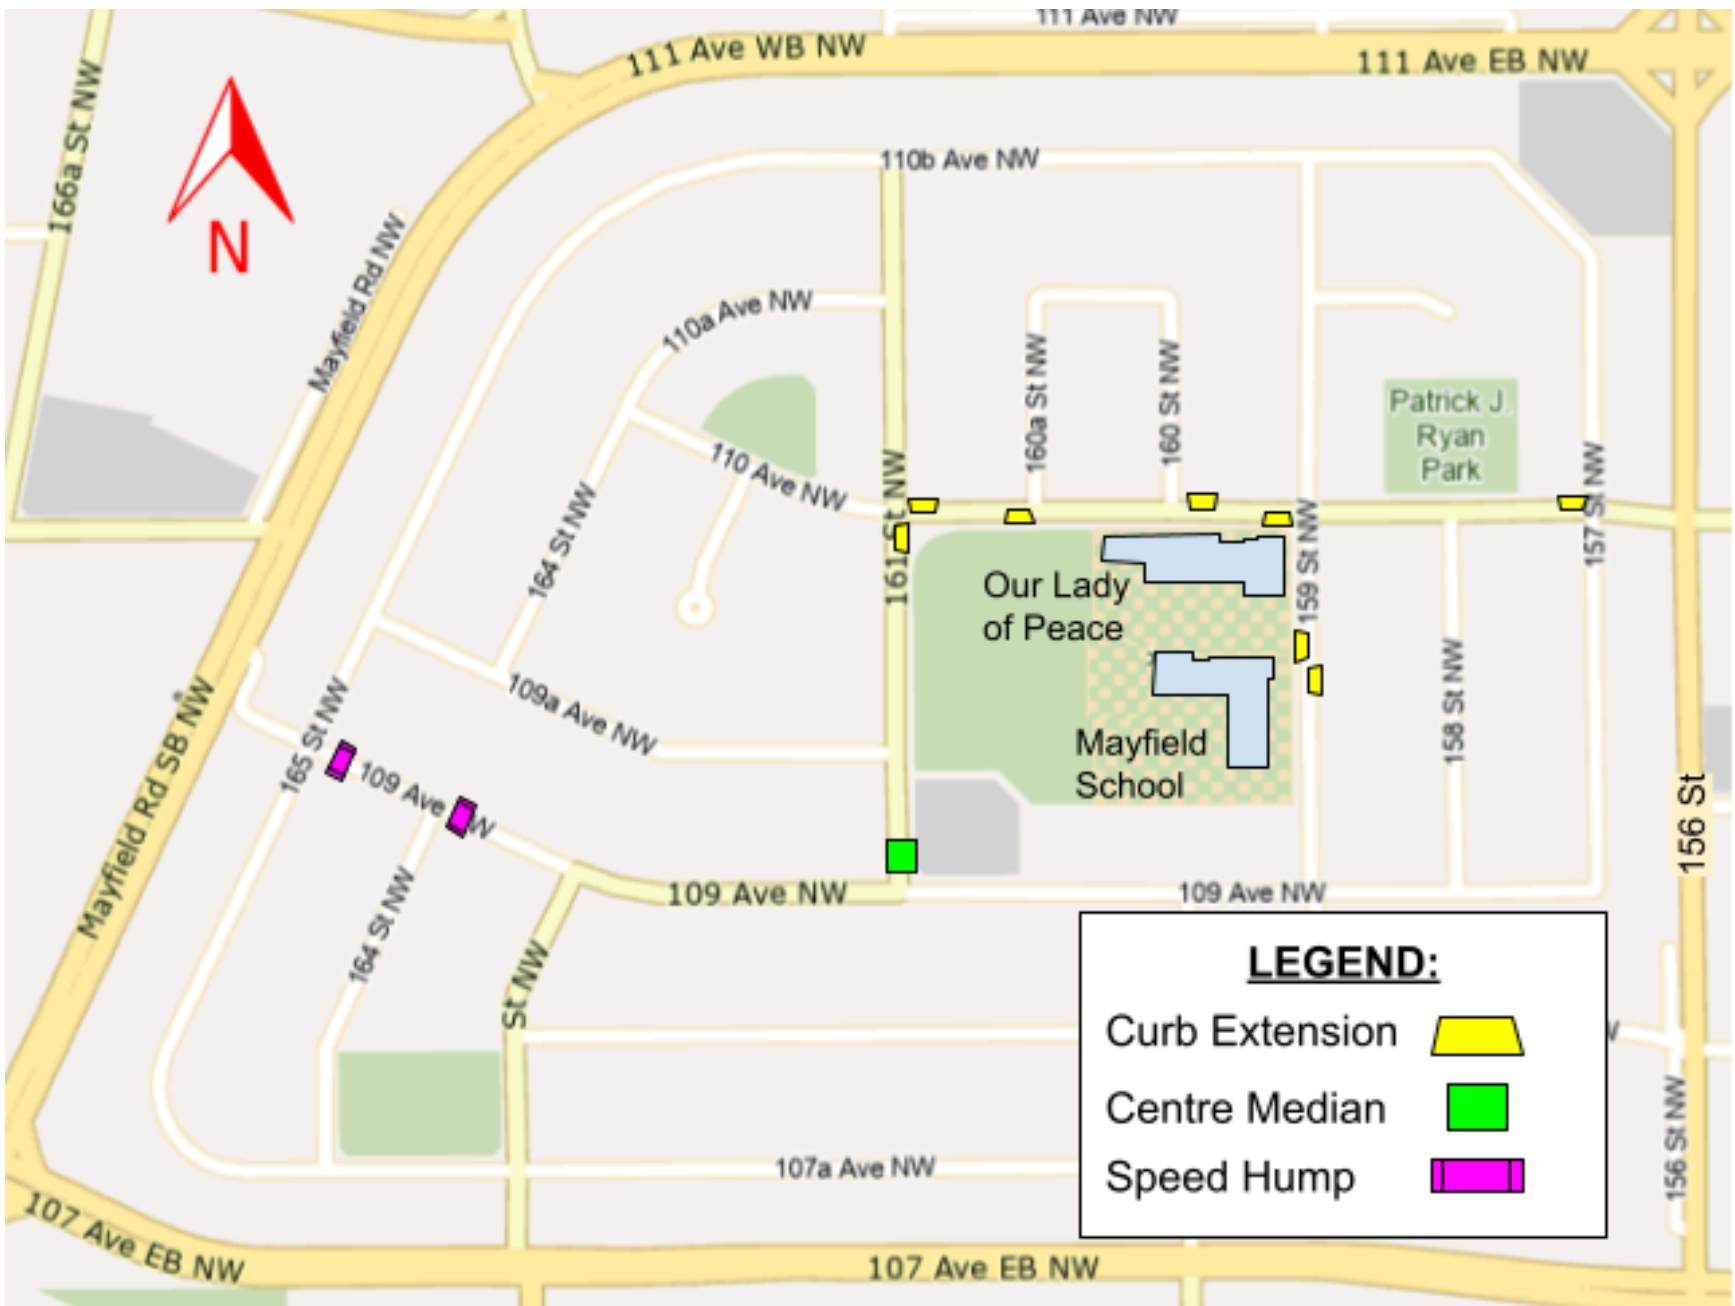 111 Ave NW
111 Ave WB NW
111 Ave EB NW
166a St NW
N
110b Ave NW
Mayfield Rd NW
110a Ave NW
160a St NW
160 St NW
Patrick J.
Ryan
Park
110 Ave NW
161 St NW
164 St NW
159 St NW
157 St NW
Our Lady
of Peace
158 St NW
109a Ave NW
165 St NW
Mayfield Rd SB NW
Mayfield
School
109 Ave NW
156 St
109 Ave NW
109 Ave NW
164 St NW
St NW
LEGEND:
Curb Extension
Centre Median
Speed Hump
W
156 St NW
107a Ave NW
107 Ave EB NW
107 Ave EB NW